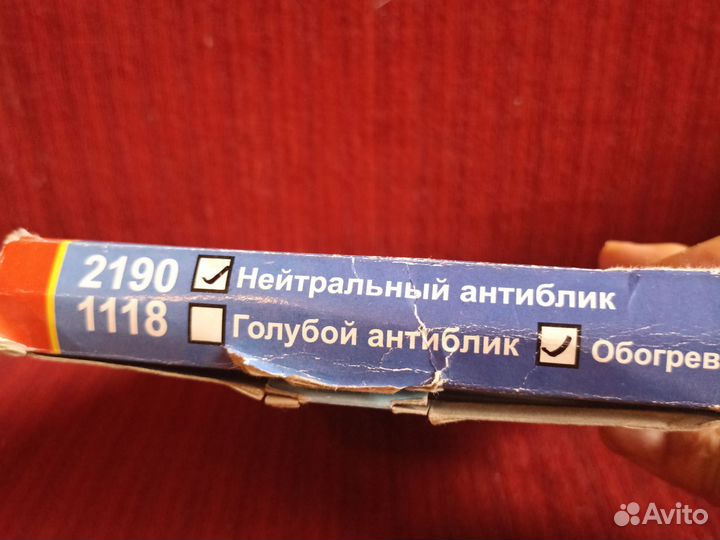 2190 Нейтральный антиблик
1118 Голубой антиблик Обогрев
Avito